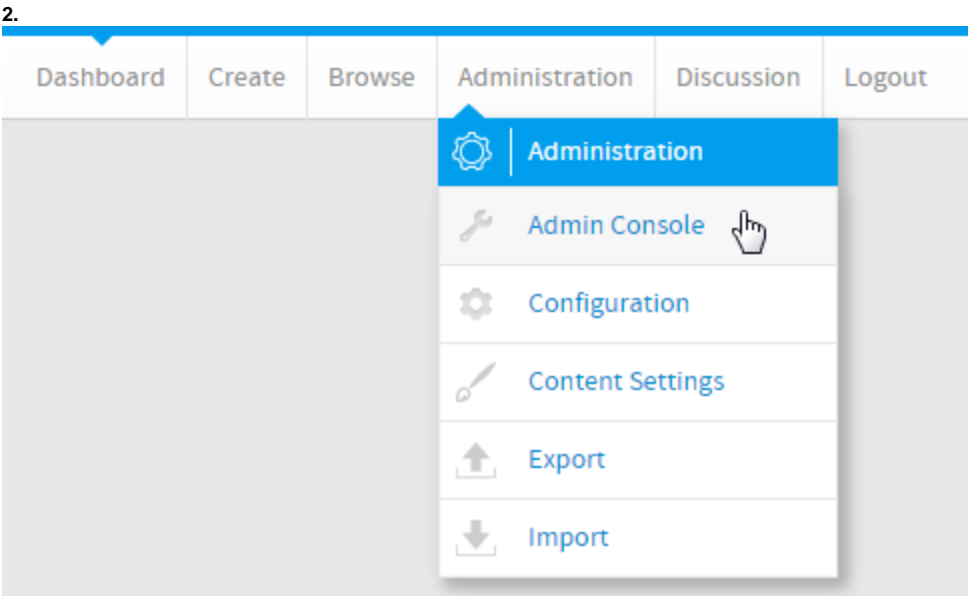 2.
Dashboard Create Browse Administration Discussion Logout
Administration
Admin Console
Configuration
Content Settings
Export
Import